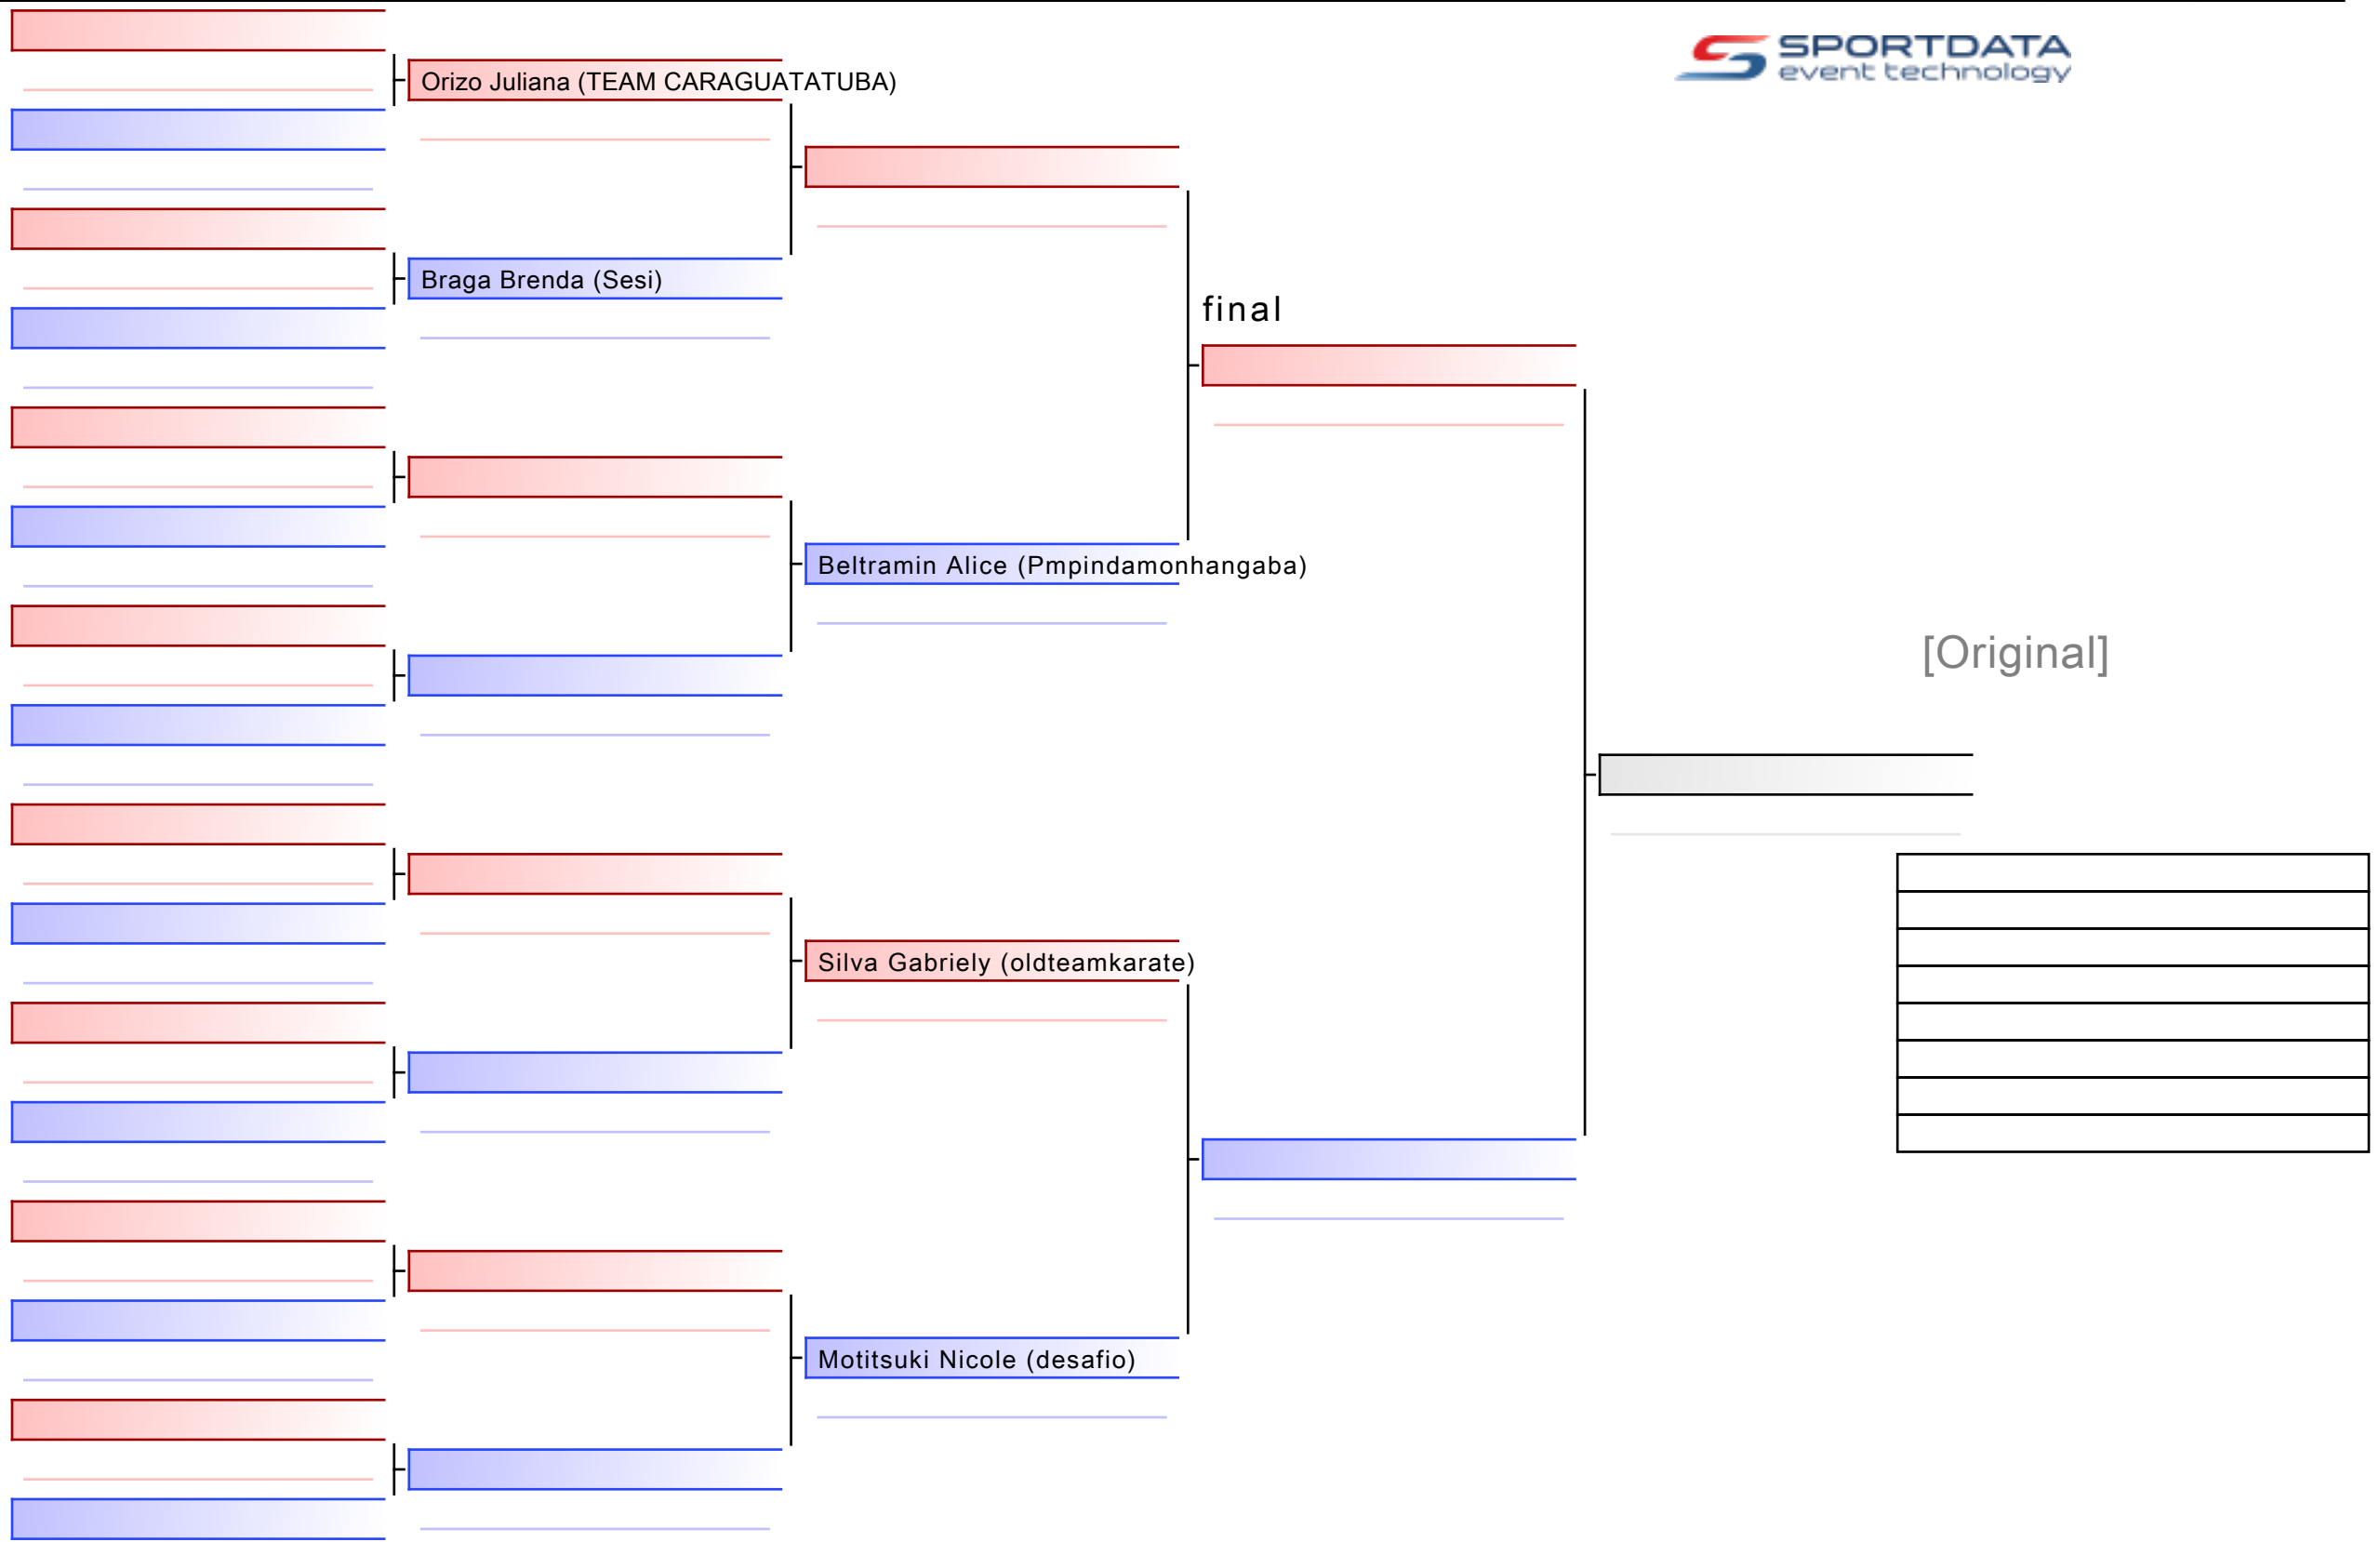 SPORTDATA
event technology
Orizo Juliana (TEAM CARAGUATATUBA)
Braga Brenda (Sesi)
final
Beltramin Alice (Pmpindamonhangaba)
[Original]
Silva Gabriely (oldteamkarate)
Motitsuki Nicole (desafio)